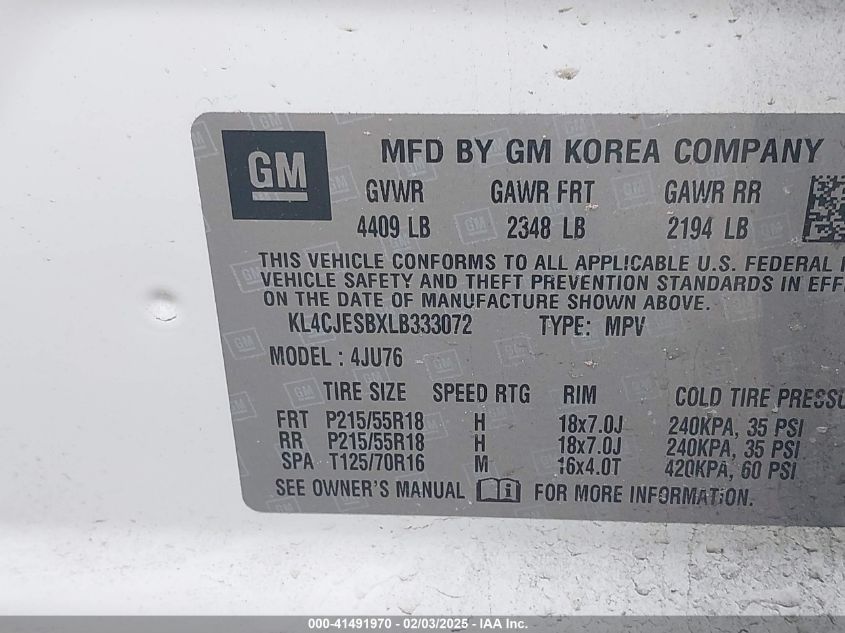 GM
MFD BY GM KOREA COMPANY
GVWR GAWR FRT GAWR RR
4409 LB 2348 LB 2194 LB
THIS VEHICLE CONFORMS TO ALL APPLICABLE U.S. FEDERAL
VEHICLE SAFETY AND THEFT PREVENTION STANDARDS IN EFF
ON THE DATE OF MANUFACTURE SHOWN ABOVE.
KL4CJESBXLB333072 TYPE: MPV
MODEL : 4JU76
TIRE SIZE SPEED RTG RIM COLD TIRE PRESSU
FRT P215/55R18 H 18x7.0J 240KPA, 35 PSI
RR P215/55R18 H 18x7.0J 240KPA, 35 PSI
SPA T125/70R16 M 16x4.0T 420KPA, 60 PSI
SEE OWNER'S MANUAL i FOR MORE INFORMATION.
000-41491970 - 02/03/2025 - IAA Inc.